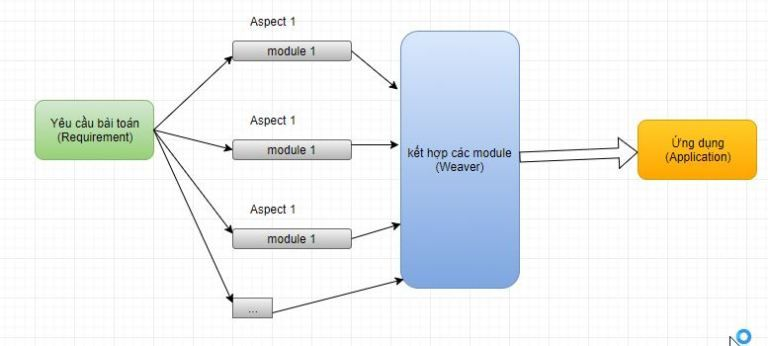 Aspect 1
module 1
Yêu cầu bài toán
(Requirement)
Aspect 1
module 1
Aspect 1
module 1
...
kết hợp các module
(Weaver)
Ứng dụng
(Application)